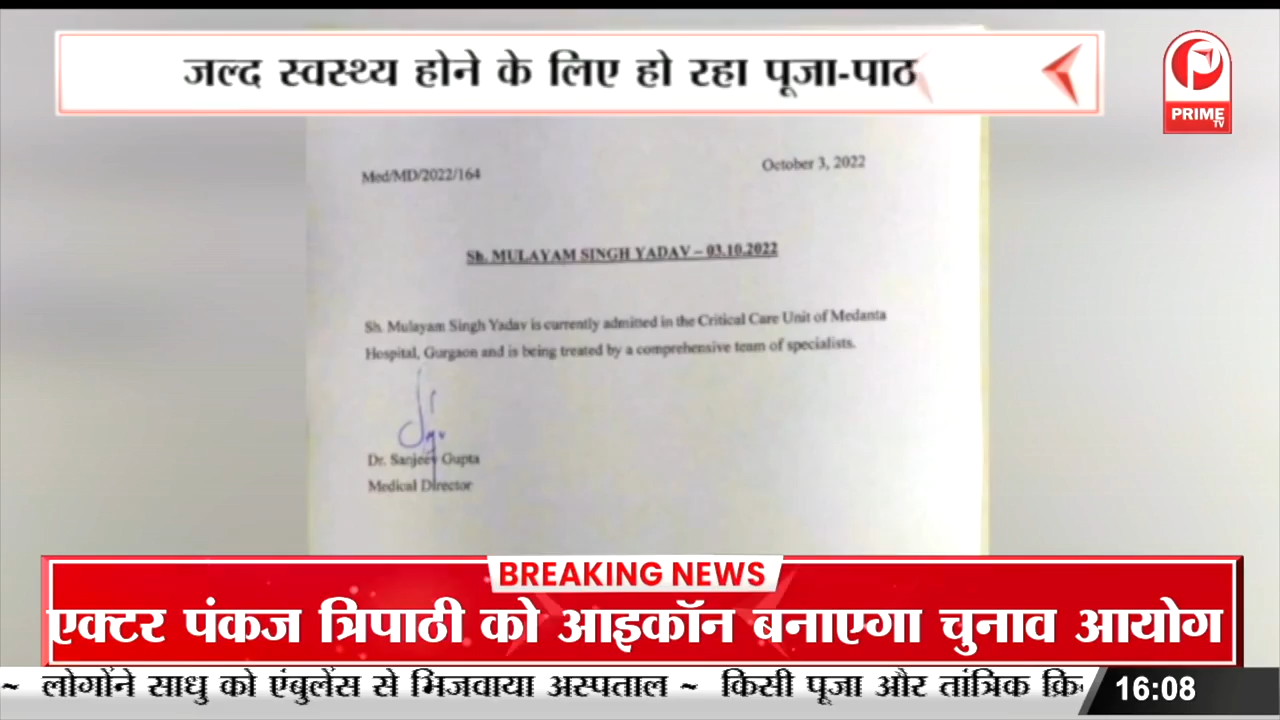 जल्द स्वस्थ्य होने के लिए हो रहा पूजा-पाठ
PRIME
TV
Med/MD/2022/164
October 3, 2022
Sh. MULAYAM SINGH YADAV – 03.10.2022
Sh. Mulayam Singh Yadav is currently admitted in the Critical Care Unit of Medanta
Hospital, Gurgaon and is being treated by a comprehensive team of specialists.
Dr. Sanjeev Gupta
Medical Director
BREAKING NEWS
एक्टर पंकज त्रिपाठी को आइकॉन बनाएगा चुनाव आयोग
~ लोगोंने साधु को एंबुलेंस से भिजवाया अस्पताल ~ किसी पूजा और तांत्रिक
16:08